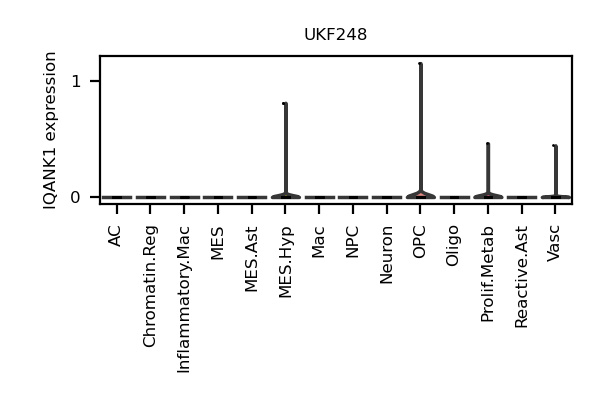 UKF248
IQANK1 expression
1
0
AC
Chromatin.Reg
Inflammatory.Mac
MES
MES.Ast
MES.Hyp
Mac
NPC
Neuron
OPC
Oligo
Prolif.Metab
Reactive.Ast
Vasc